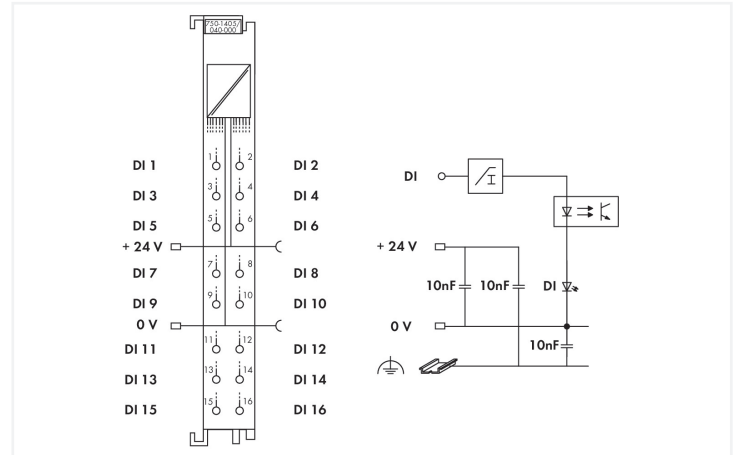 750-1405/
040-000
1 2
DI 1 DI 2
3 4
DI 3 DI 4
5 6
DI 5 DI 6
+ 24 V
7 8
DI 7 DI 8
9 10
DI 9 DI 10
0 V
11 12
DI 11 DI 12
13 14
DI 13 DI 14
15 16
DI 15 DI 16
DI
I
+ 24 V
10nF 10nF DI
0 V
10nF